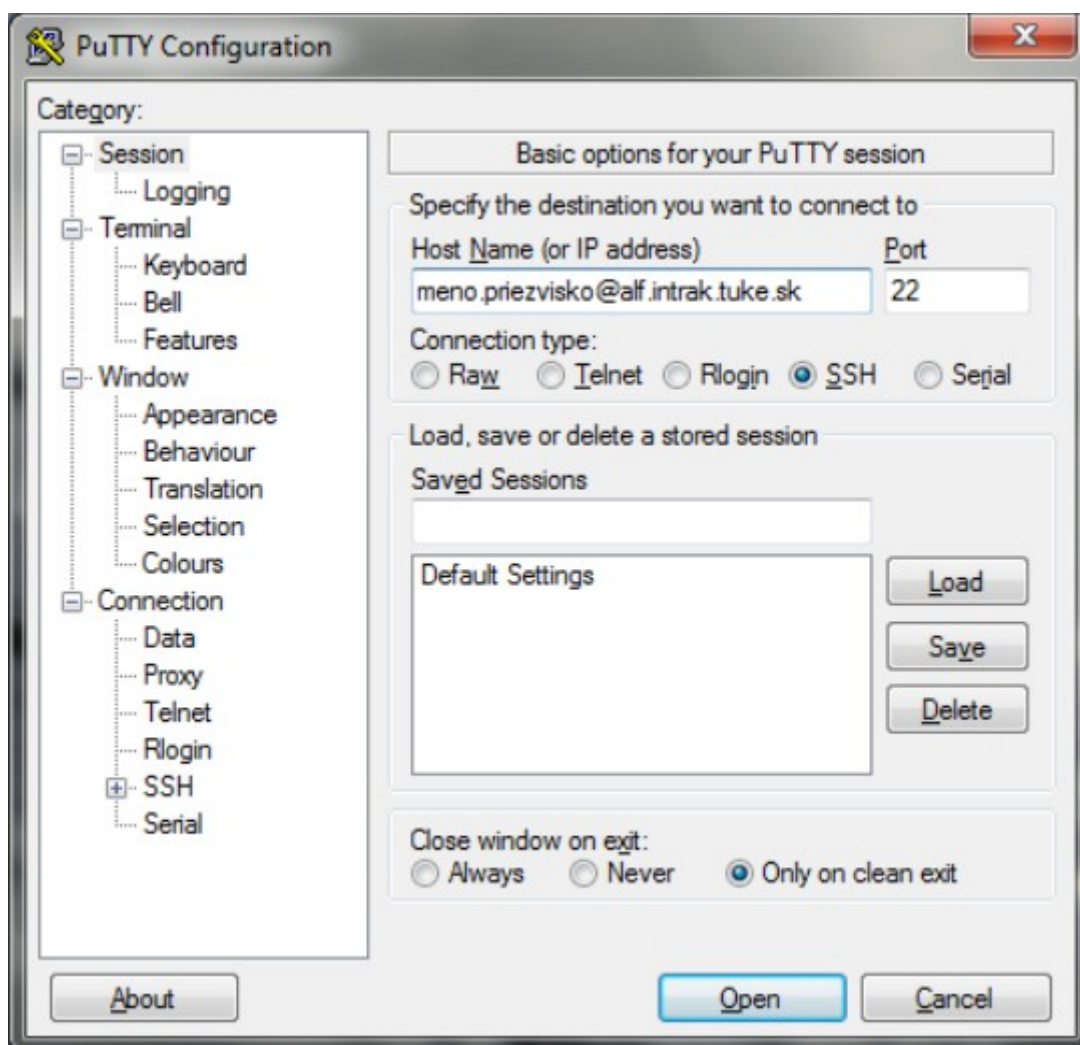 PuTTY Configuration
Category:
Session
Logging
Terminal
Keyboard
Bell
Features
Window
Appearance
Behaviour
Translation
Selection
Colours
Connection
Data
Proxy
Telnet
Rlogin
SSH
Serial
Basic options for your PuTTY session
Specify the destination you want to connect to
Host Name (or IP address) Port
meno.priezvisko@alf.intrak.tuke.sk 22
Connection type:
Raw Telnet Rlogin SSH Serial
Load, save or delete a stored session
Saved Sessions
Default Settings
Load
Save
Delete
Close window on exit:
Always Never Only on clean exit
About Open Cancel